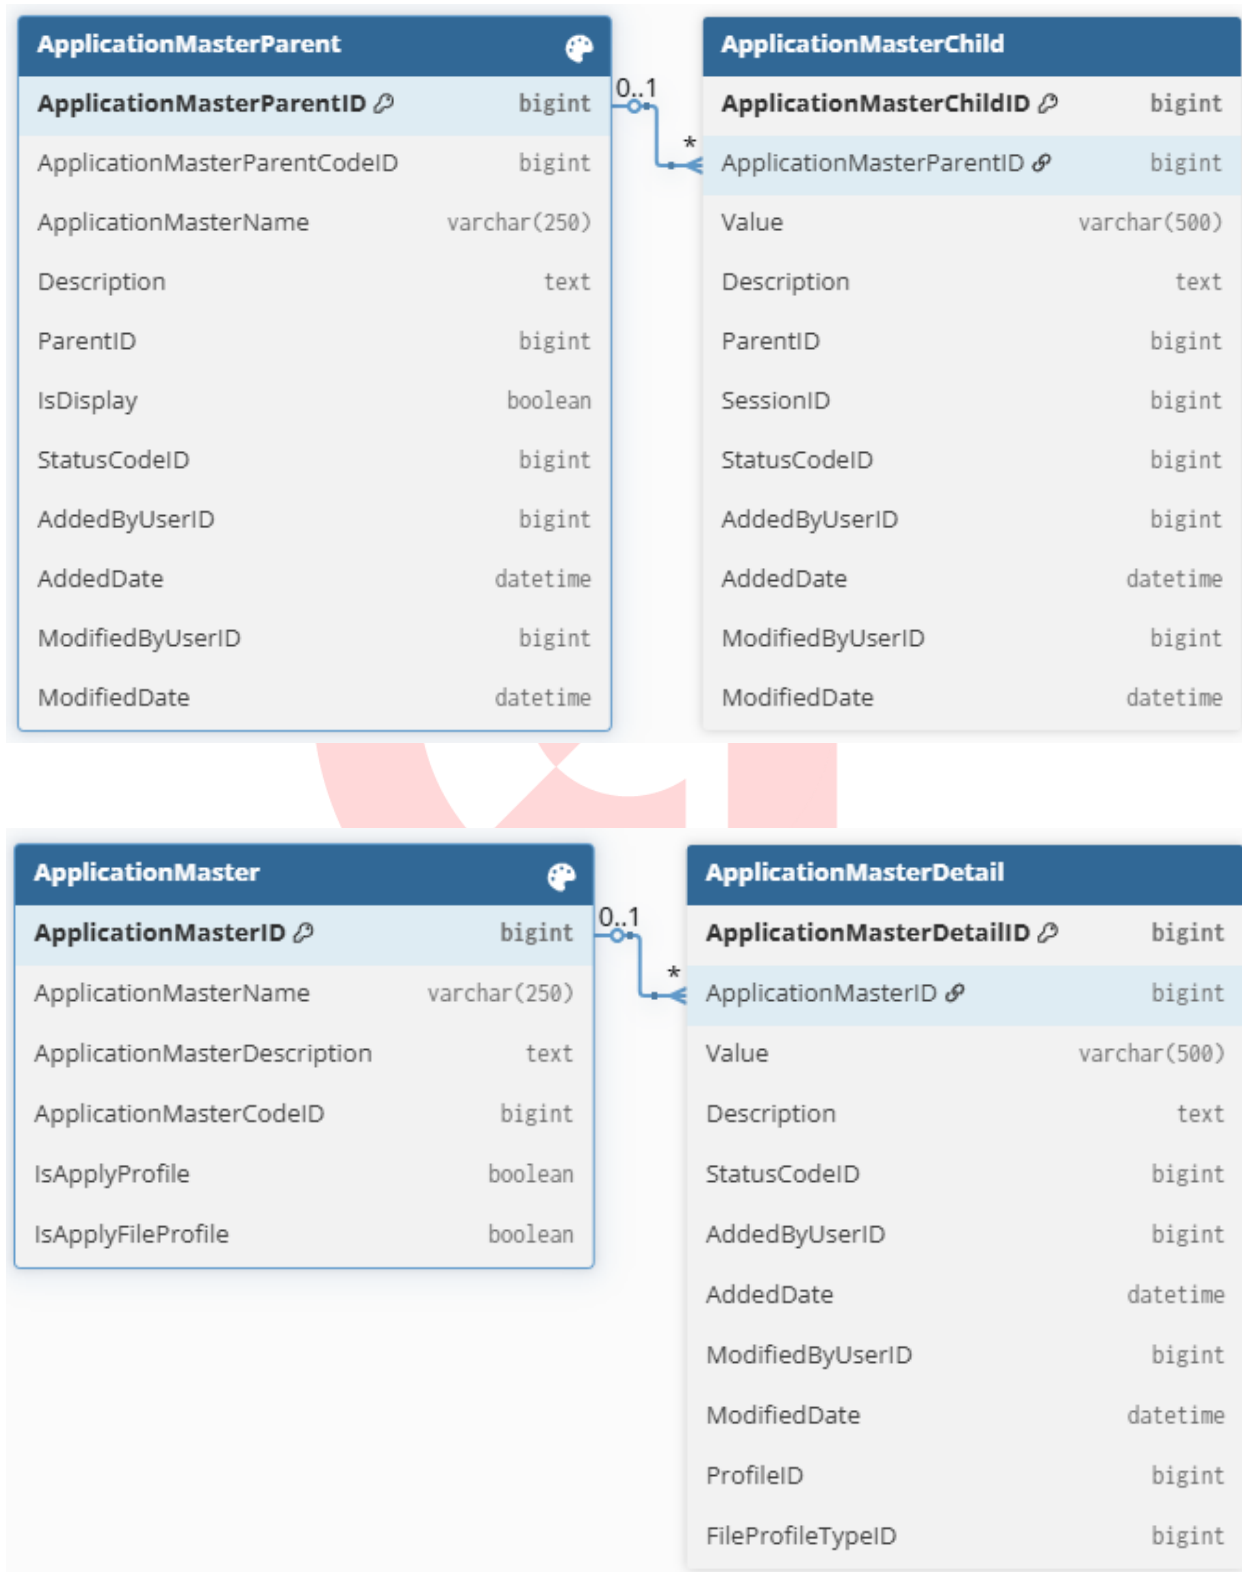 ApplicationMasterParent
ApplicationMasterParentID bigint
ApplicationMasterParentCodeID bigint
ApplicationMasterName varchar(250)
Description text
ParentID bigint
IsDisplay boolean
StatusCodeID bigint
AddedByUserID bigint
AddedDate datetime
ModifiedByUserID bigint
ModifiedDate datetime
0..1
*
ApplicationMasterChild
ApplicationMasterChildID bigint
ApplicationMasterParentID bigint
Value varchar(500)
Description text
ParentID bigint
SessionID bigint
StatusCodeID bigint
AddedByUserID bigint
AddedDate datetime
ModifiedByUserID bigint
ModifiedDate datetime
ApplicationMaster
ApplicationMasterID bigint
ApplicationMasterName varchar(250)
ApplicationMasterDescription text
ApplicationMasterCodeID bigint
IsApplyProfile boolean
IsApplyFileProfile boolean
0..1
*
ApplicationMasterDetail
ApplicationMasterDetailID bigint
ApplicationMasterID bigint
Value varchar(500)
Description text
StatusCodeID bigint
AddedByUserID bigint
AddedDate datetime
ModifiedByUserID bigint
ModifiedDate datetime
ProfileID bigint
FileProfileTypeID bigint